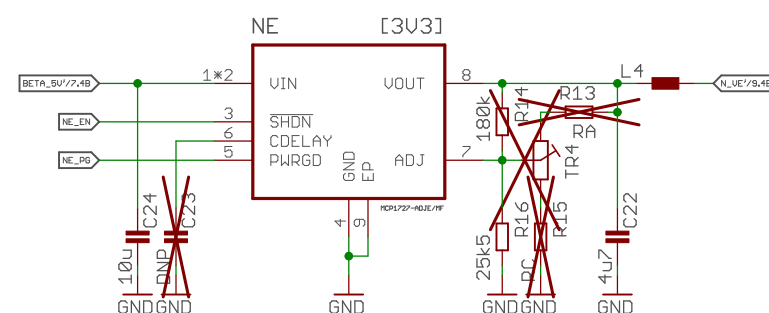 NE
[3V3]
BETA_5V'/7.4B
1*2
VIN
VOUT
8
L4
N_VE'/9.4B
R13
RA
R14
180k
NE_EN
3
SHDN
6
CDELAY
NE_PG
5
PWRGD
ADJ
7
TR4
GND
EP
MCP1727-ADJE/MF
4
9
C24
10u
C23
DNP
R16
25k5
R15
RC
C22
4u7
GND
GND
GND
GND
GND
GND